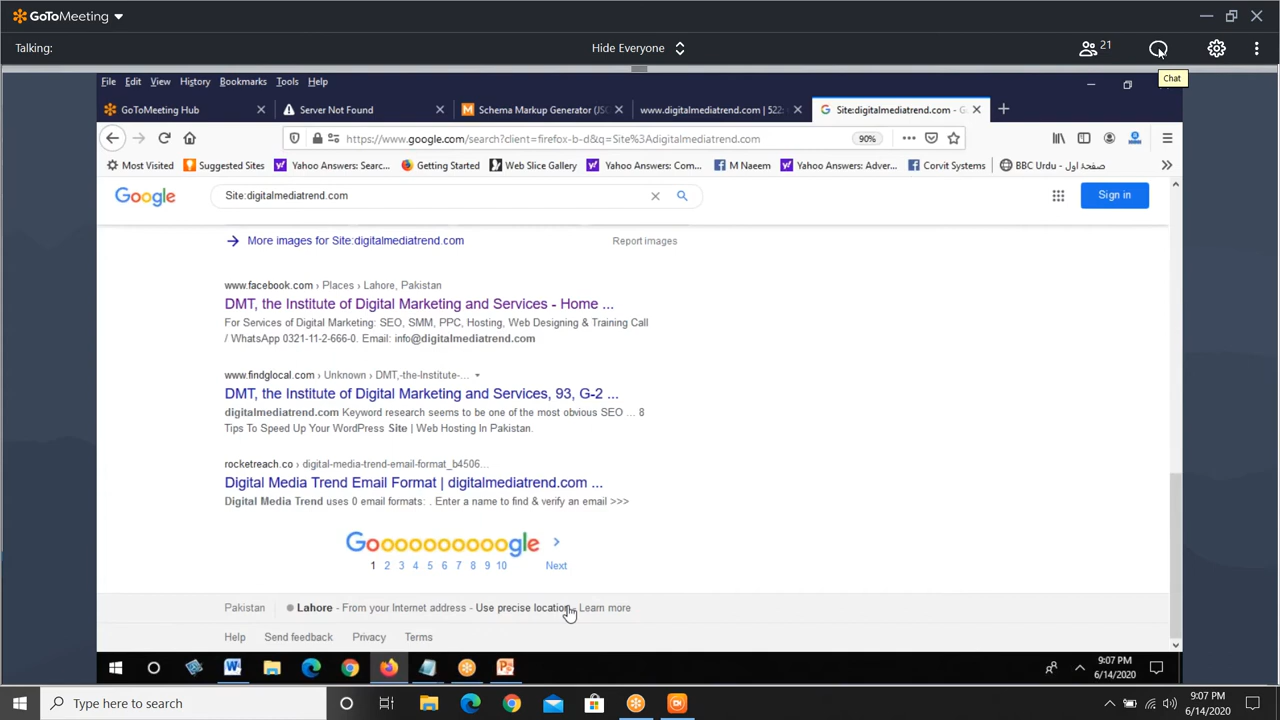 GoToMeeting
Talking:
Hide Everyone
21
Chat
File Edit View History Bookmarks Tools Help
GoToMeeting Hub
Server Not Found
Schema Markup Generator (JSC
www.digitalmediatrend.com | 522:
Site:digitalmediatrend.com - G
https://www.google.com/search?client=firefox-b-d&q=Site%3Adigitalmediatrend.com
90%
Most Visited Suggested Sites Yahoo Answers: Searc... Getting Started Web Slice Gallery Yahoo Answers: Com... M Naeem Yahoo Answers: Adver... Corvit Systems BBC Urdu - صفحۂ اول
Google
Site:digitalmediatrend.com
Sign in
More images for Site:digitalmediatrend.com
Report images
www.facebook.com › Places › Lahore, Pakistan
DMT, the Institute of Digital Marketing and Services - Home ...
For Services of Digital Marketing: SEO, SMM, PPC, Hosting, Web Designing & Training Call
/ WhatsApp 0321-11-2-666-0. Email: info@digitalmediatrend.com
www.findglocal.com › Unknown › DMT,-the-Institute-...
DMT, the Institute of Digital Marketing and Services, 93, G-2 ...
digitalmediatrend.com Keyword research seems to be one of the most obvious SEO ... 8
Tips To Speed Up Your WordPress Site | Web Hosting In Pakistan.
rocketreach.co › digital-media-trend-email-format_b4506...
Digital Media Trend Email Format | digitalmediatrend.com ...
Digital Media Trend uses 0 email formats: . Enter a name to find & verify an email >>>
Goooooooooogle
1 2 3 4 5 6 7 8 9 10 Next
Pakistan
Lahore - From your Internet address - Use precise location - Learn more
Help Send feedback Privacy Terms
9:07 PM
6/14/2020
Type here to search
9:07 PM
6/14/2020